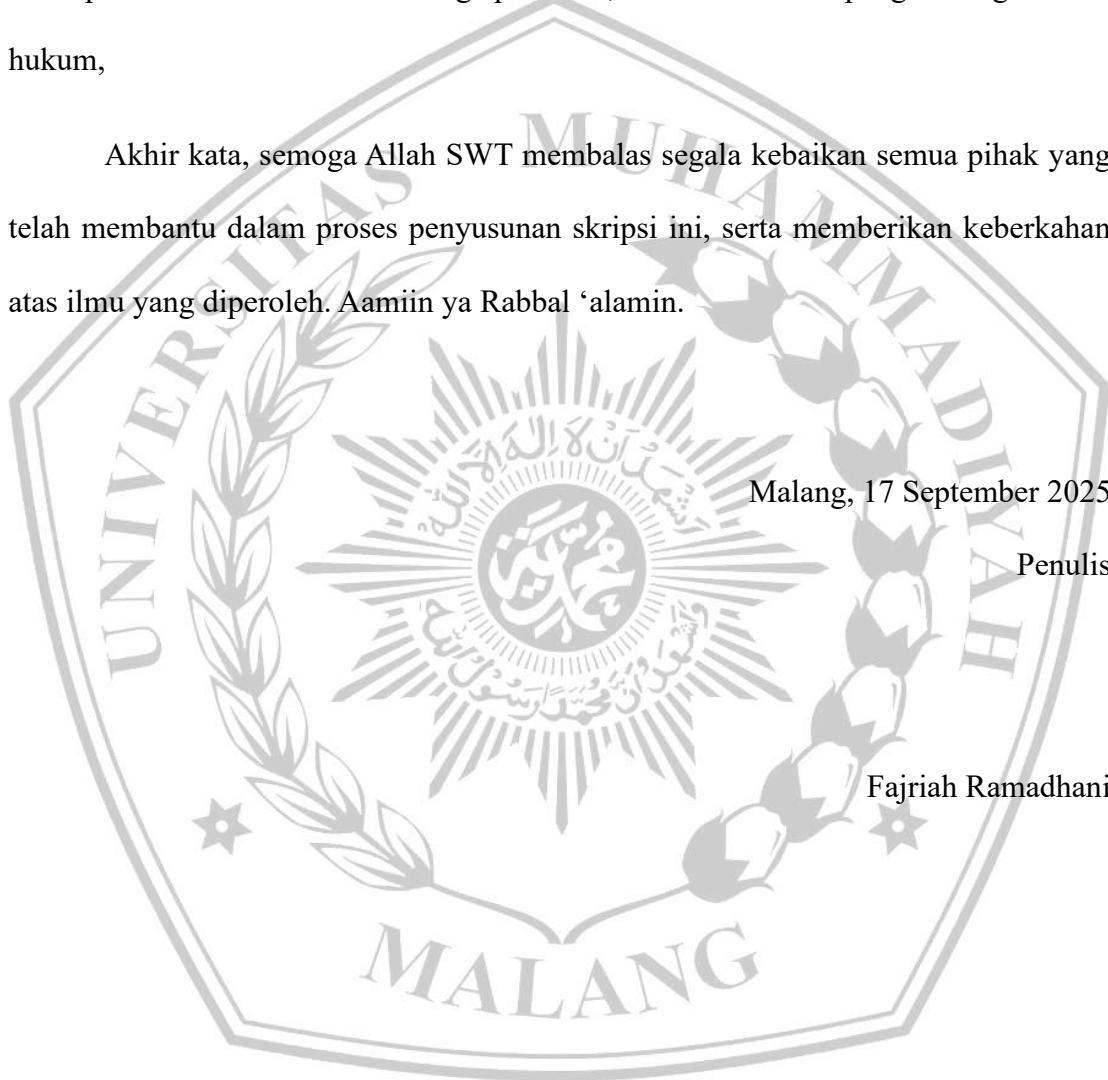 hukum,
Akhir kata, semoga Allah SWT membalas segala kebaikan semua pihak yang
telah membantu dalam proses penyusunan skripsi ini, serta memberikan keberkahan
atas ilmu yang diperoleh. Aamiin ya Rabbal ‘alamin.
Malang, 17 September 2025
Penulis
Fajriah Ramadhani
UNIVERSITAS MUHAMMADIYAH
MALANG